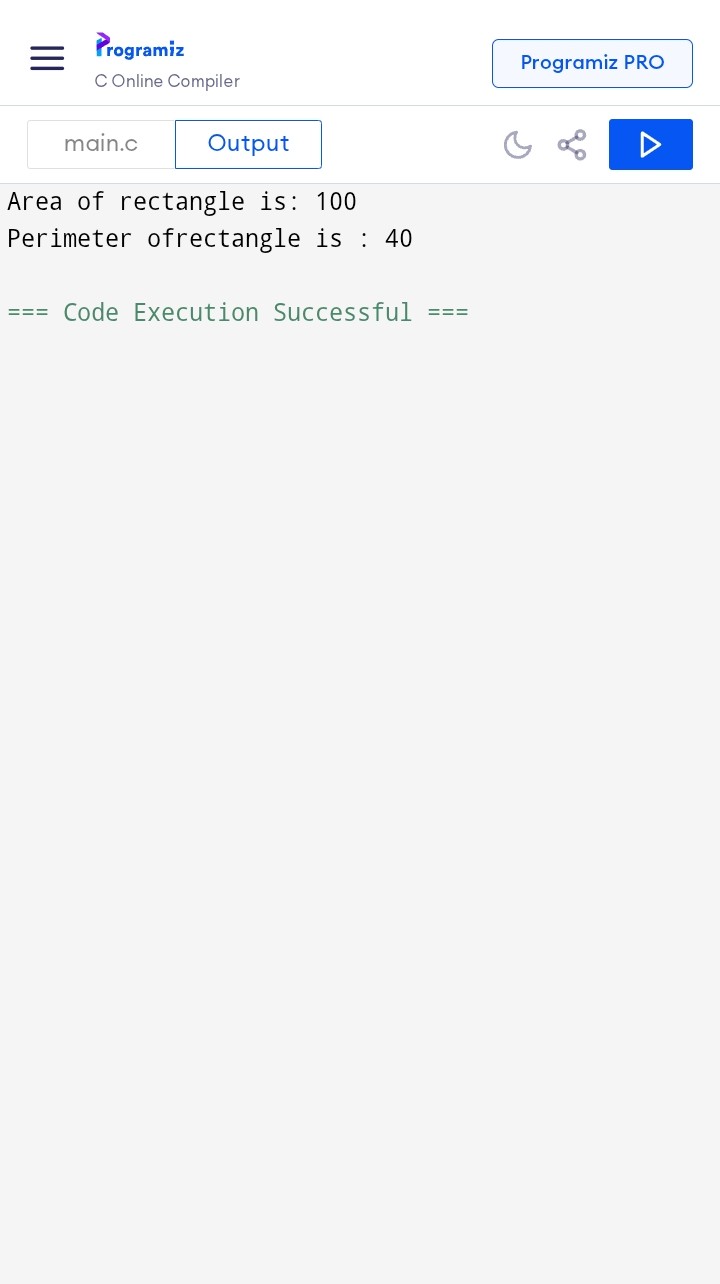 Programiz
C Online Compiler
Programiz PRO
main.c
Output
Area of rectangle is: 100
Perimeter ofrectangle is : 40
=== Code Execution Successful ===